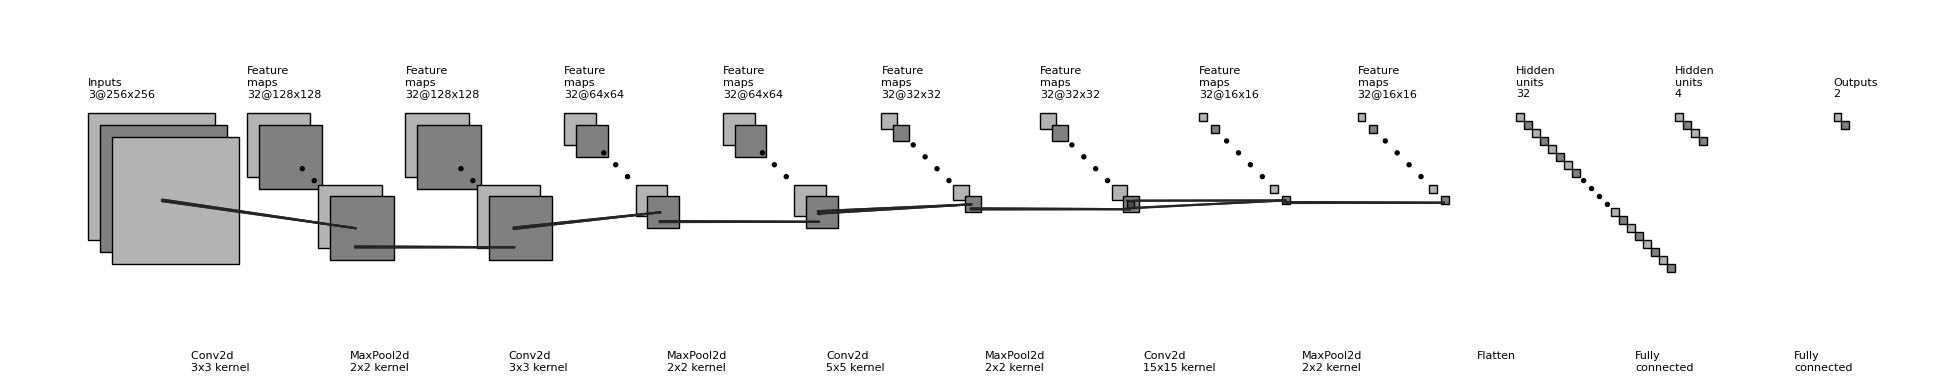 Inputs
3@256x256
Feature
maps
32@128x128
Feature
maps
32@128x128
Feature
maps
32@64x64
Feature
maps
32@64x64
Feature
maps
32@32x32
Feature
maps
32@32x32
Feature
maps
32@16x16
Feature
maps
32@16x16
Hidden
units
32
Hidden
units
4
Outputs
2
Conv2d
3x3 kernel
MaxPool2d
2x2 kernel
Conv2d
3x3 kernel
MaxPool2d
2x2 kernel
Conv2d
5x5 kernel
MaxPool2d
2x2 kernel
Conv2d
15x15 kernel
MaxPool2d
2x2 kernel
Flatten
Fully
connected
Fully
connected